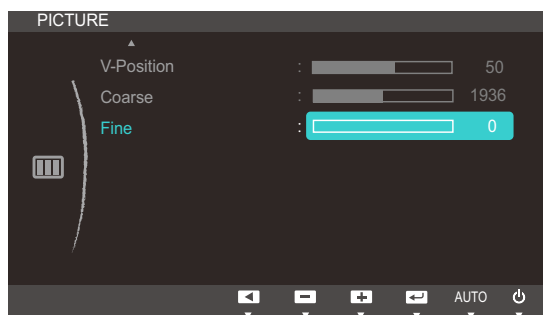 PICTURE
V-Position : 50
Coarse : 1936
Fine : 0
AUTO